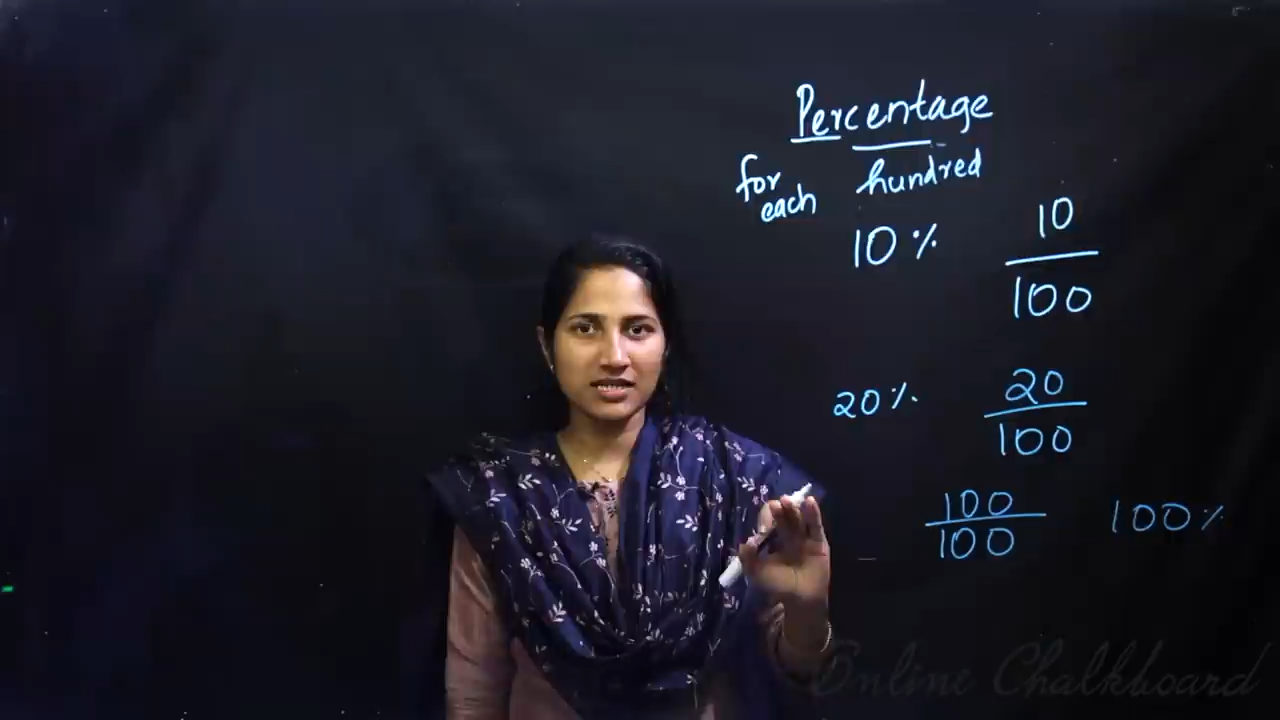 Percentage
for each hundred
10% 10/100
20% 20/100
100/100 100%
Online Chalkboard